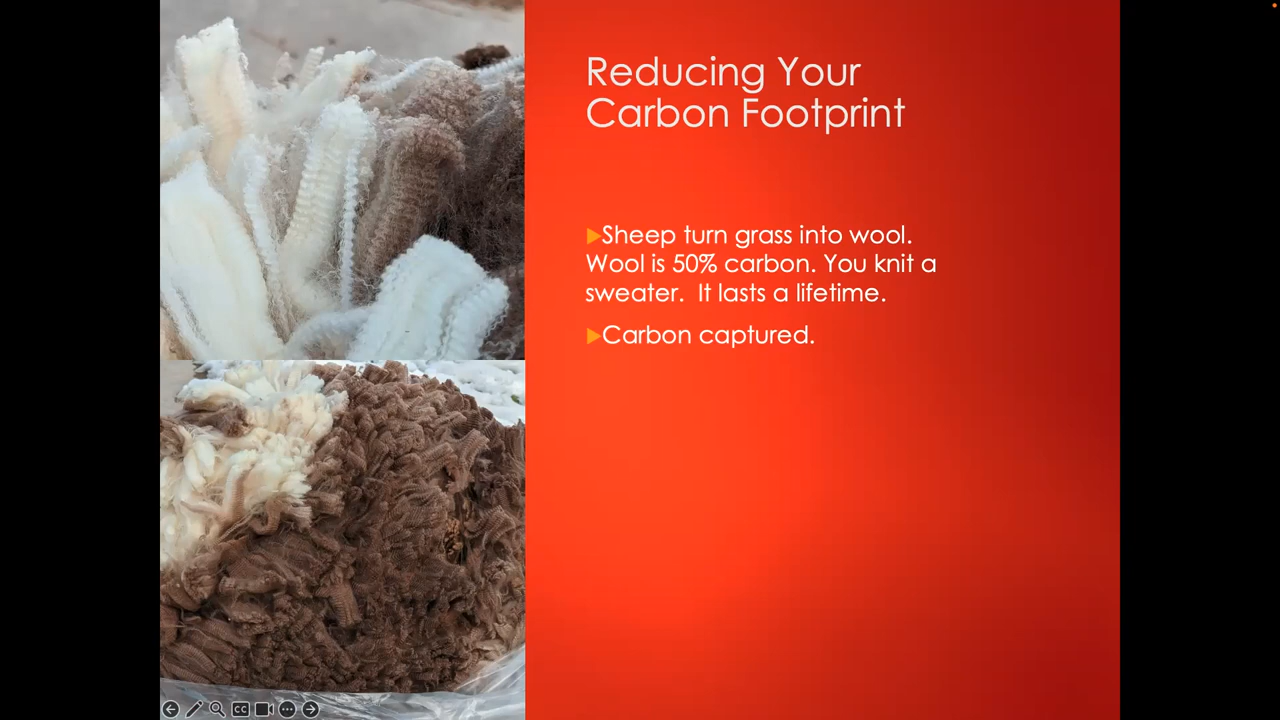 Reducing Your
Carbon Footprint
Sheep turn grass into wool.
Wool is 50% carbon. You knit a
sweater.  It lasts a lifetime.
Carbon captured.
CC